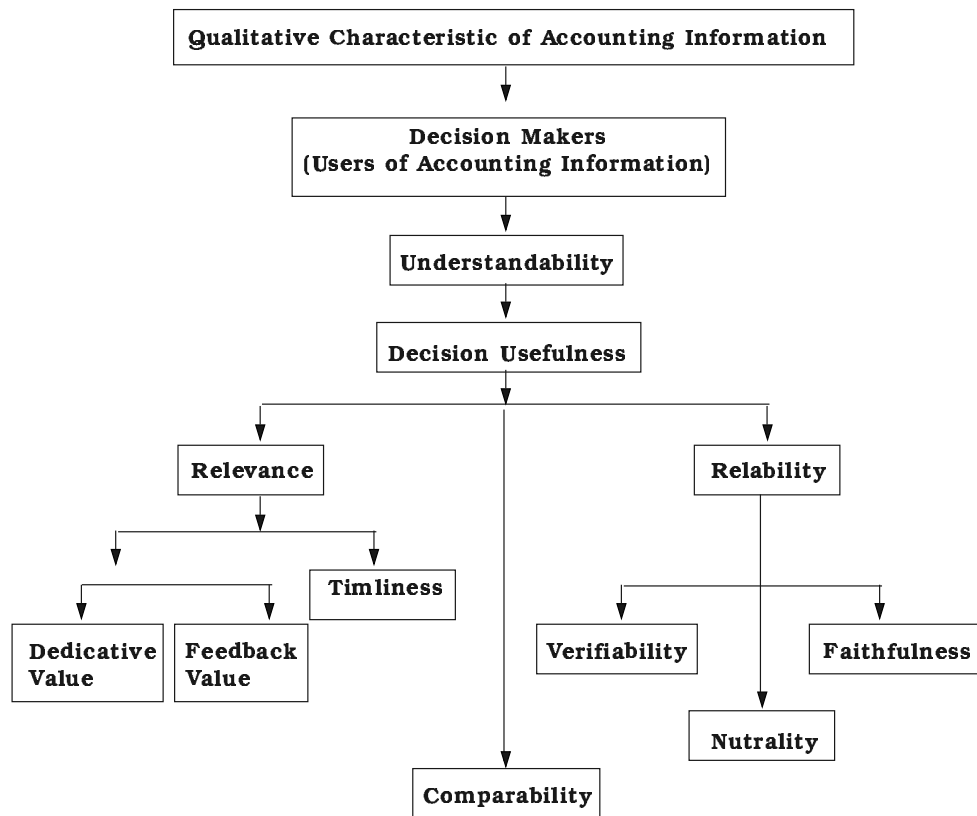 Qualitative Characteristic of Accounting Information
Decision Makers
(Users of Accounting Information)
Understandability
Decision Usefulness
Relevance
Relability
Timliness
Dedicative
Value
Feedback
Value
Verifiability
Faithfulness
Nutrality
Comparability